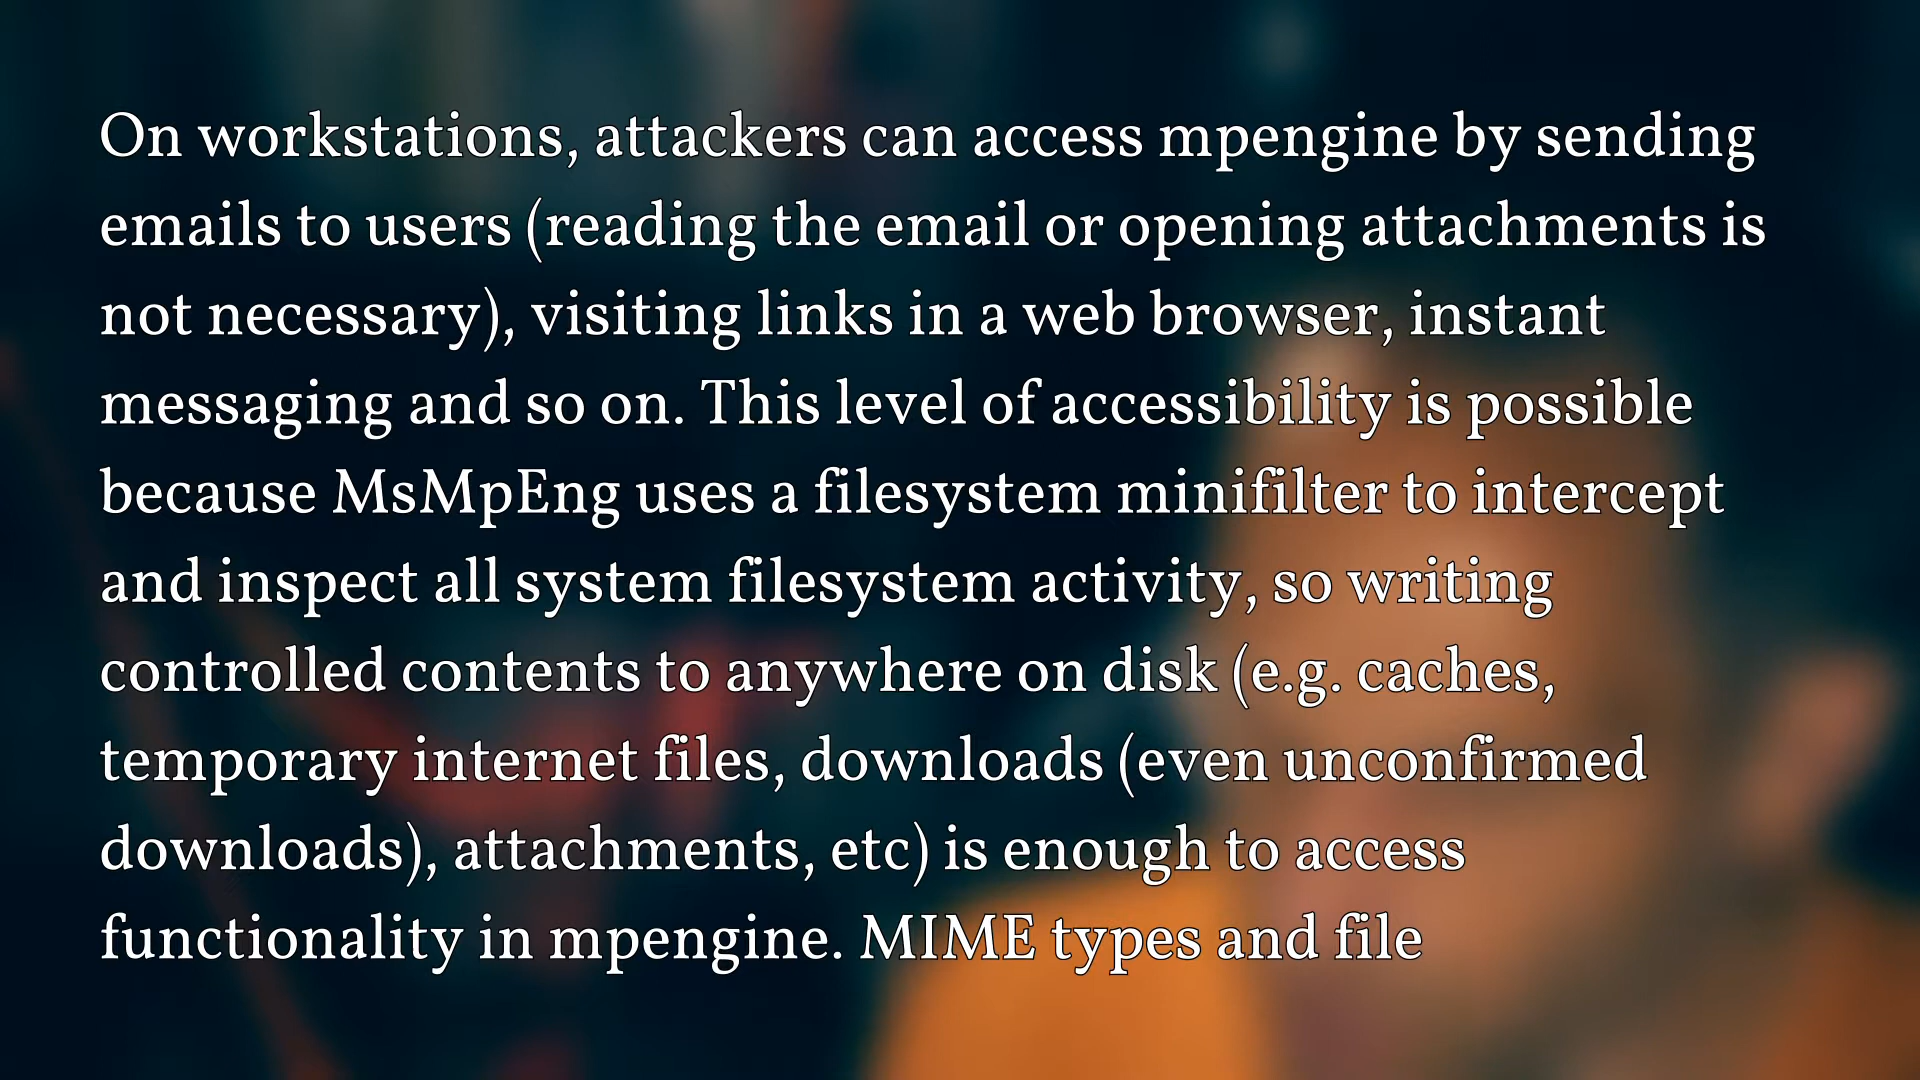 On workstations, attackers can access mpengine by sending
emails to users (reading the email or opening attachments is
not necessary), visiting links in a web browser, instant
messaging and so on. This level of accessibility is possible
because MsMpEng uses a filesystem minifilter to intercept
and inspect all system filesystem activity, so writing
controlled contents to anywhere on disk (e.g. caches,
temporary internet files, downloads (even unconfirmed
downloads), attachments, etc) is enough to access
functionality in mpengine. MIME types and file